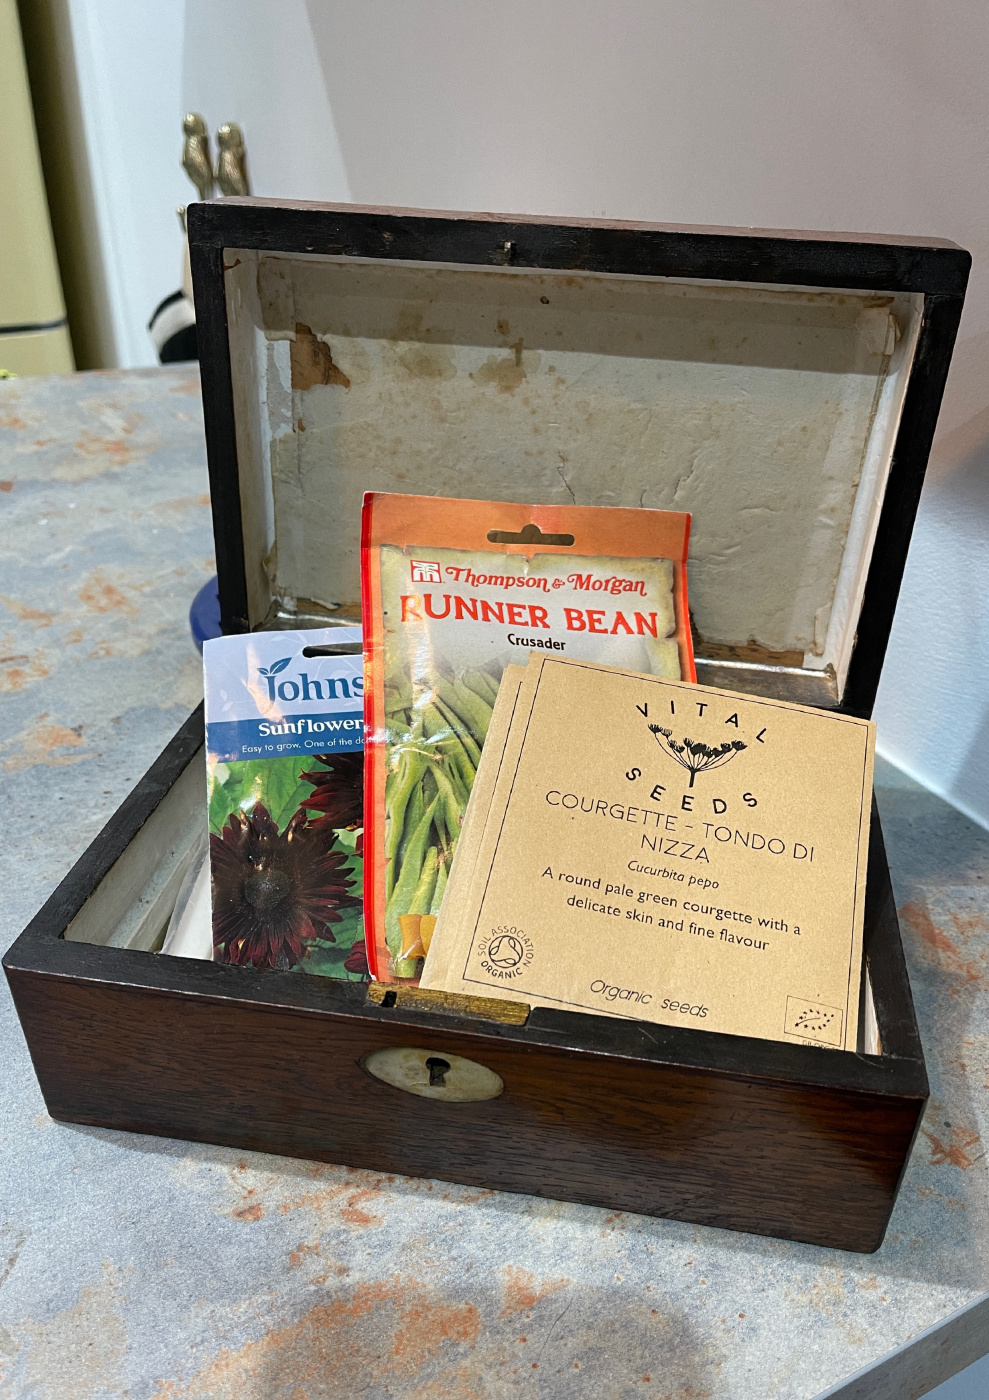 Thompson & Morgan
RUNNER BEAN
Crusader
Johns
Sunflower
Easy to grow. One of the
VITAL
SEEDS
COURGETTE - TONDO DI
NIZZA
Cucurbita pepo
A round pale green courgette with a
delicate skin and fine flavour
SOIL ASSOCIATION
ORGANIC
Organic seeds